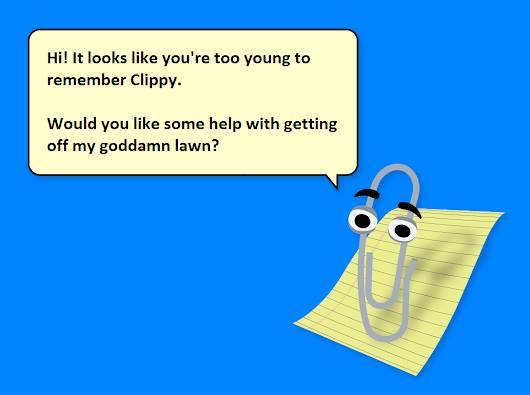 Hi! It looks like you're too young to
remember Clippy.
Would you like some help with getting
off my goddamn lawn?